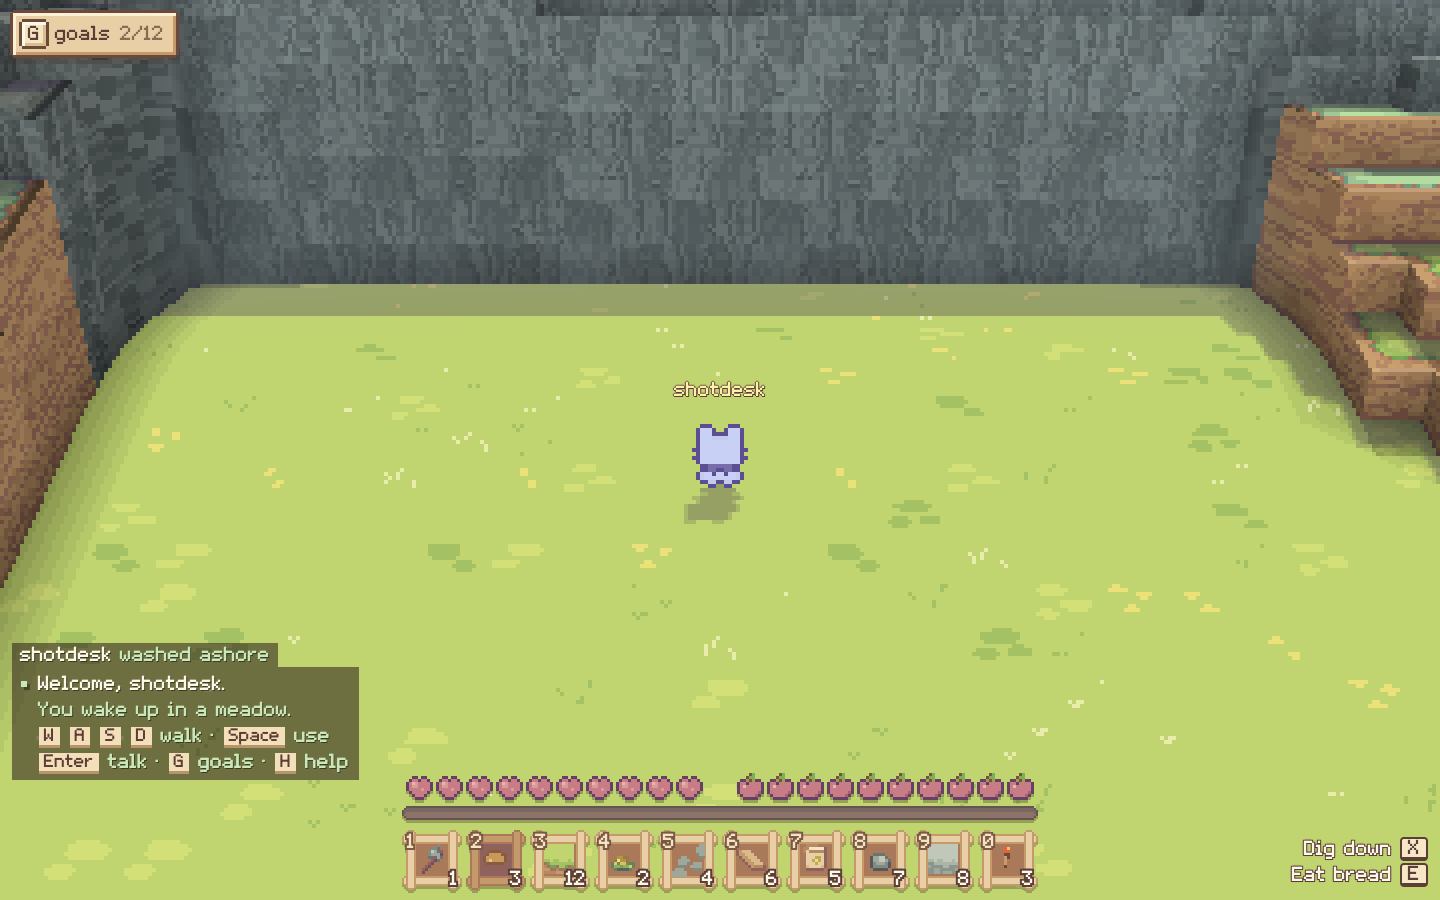 G goals 2/12
shotdesk
shotdesk washed ashore
Welcome, shotdesk.
You wake up in a meadow.
W A S D walk · Space use
Enter talk · G goals · H help
1 2 3 4 5 6 7 8 9 0
1 3 12 2 4 6 5 7 8 3
Dig down X
Eat bread E